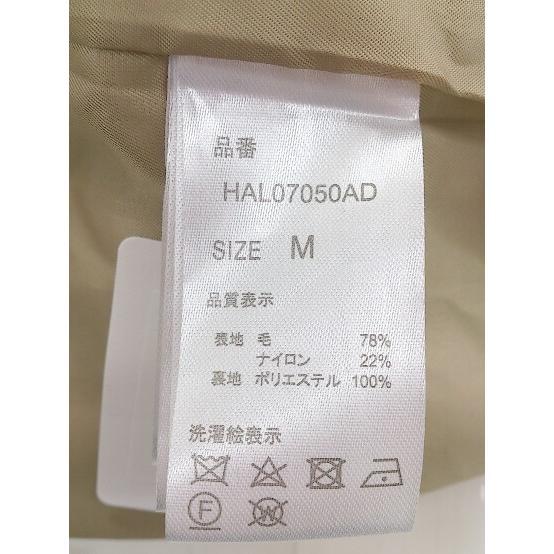 品番
HAL07050AD
SIZE M
品質表示
表地 毛 78%
ナイロン 22%
裏地 ポリエステル 100%
洗濯絵表示
F
W